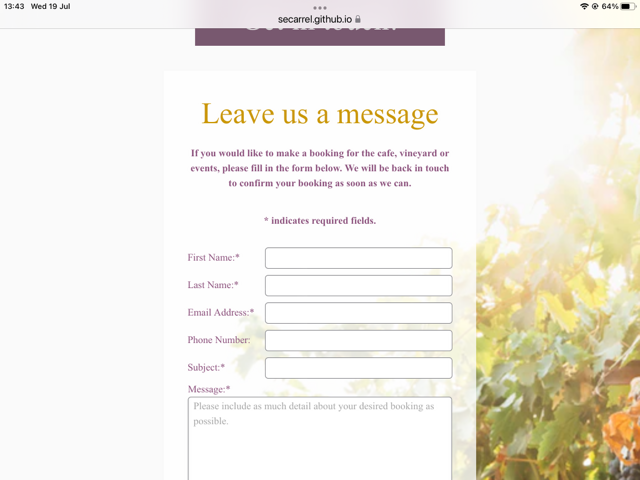 13:43 Wed 19 Jul
64%
secarrel.github.io
Leave us a message
If you would like to make a booking for the cafe, vineyard or
events, please fill in the form below. We will be back in touch
to confirm your booking as soon as we can.
* indicates required fields.
First Name:*
Last Name:*
Email Address:*
Phone Number:
Subject:*
Message:*
Please include as much detail about your desired booking as
possible.